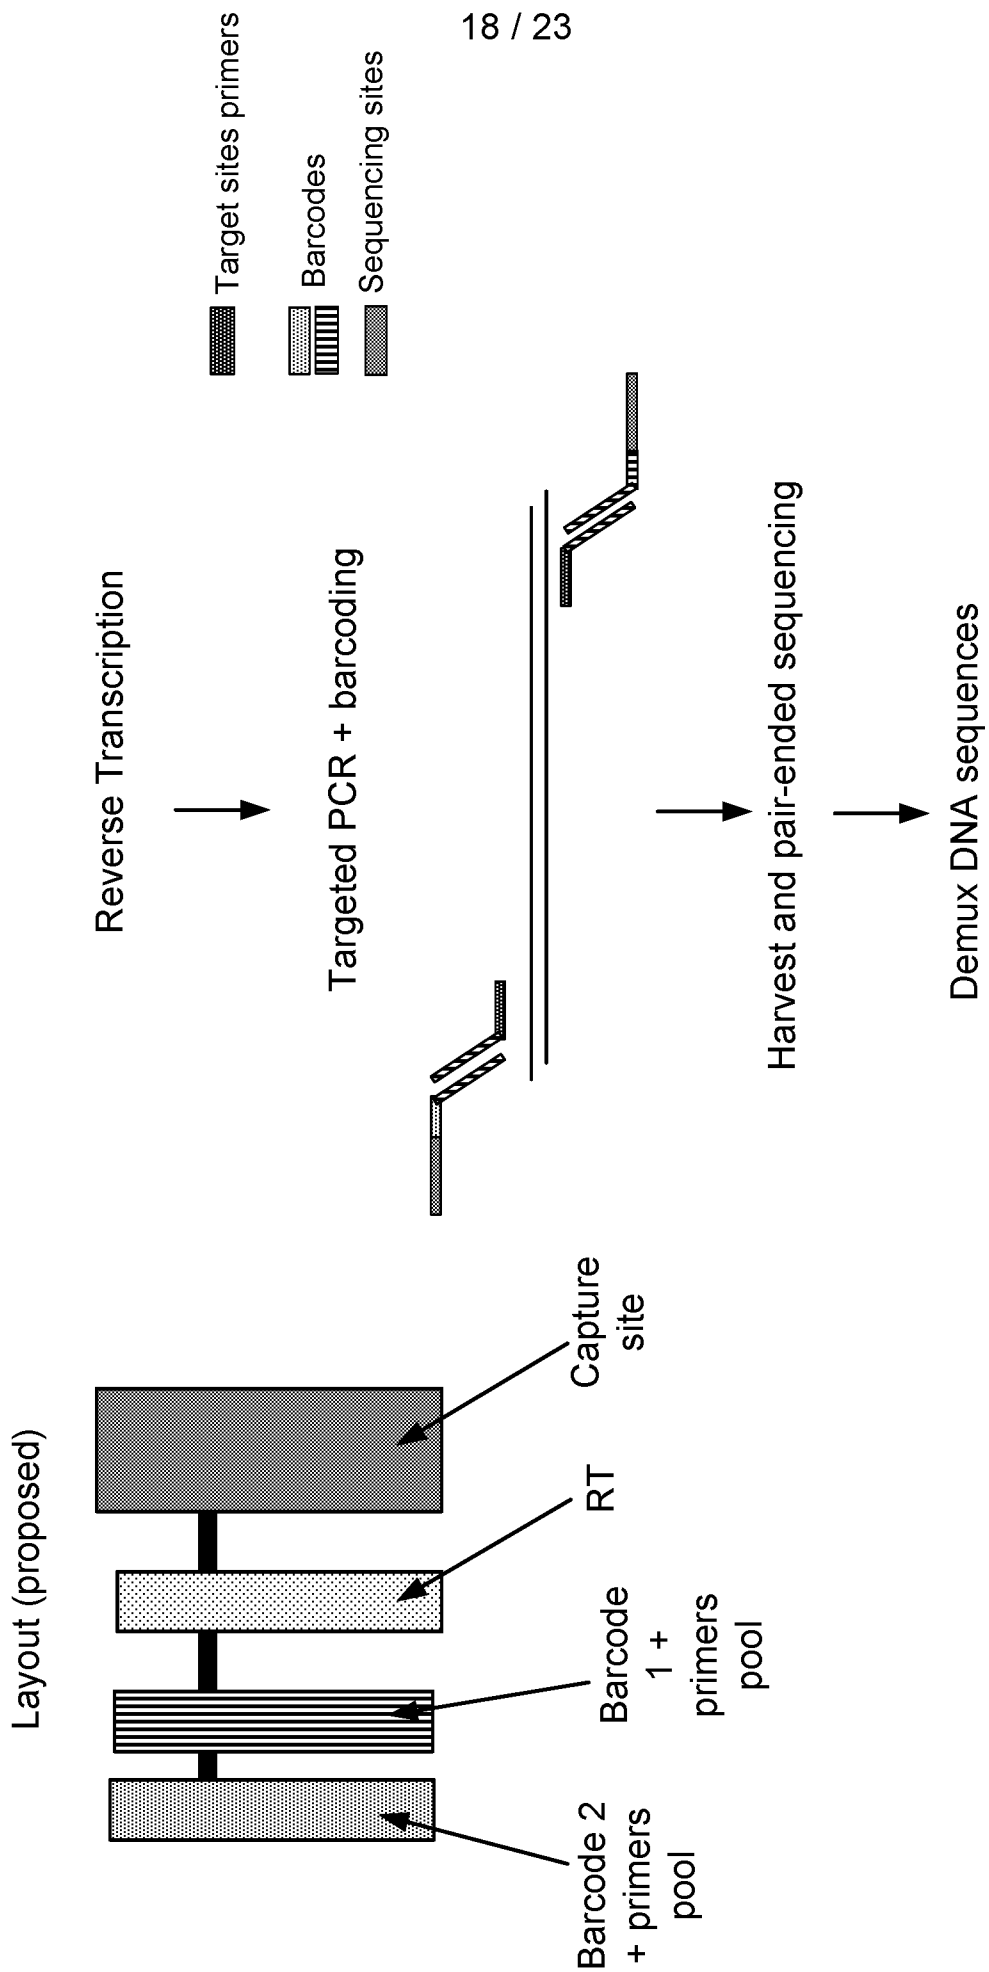 18 / 23
Layout (proposed)
Barcode 2
+ primers
pool
Barcode
1 +
primers
pool
RT
Capture
site
Reverse Transcription
Targeted PCR + barcoding
Harvest and pair-ended sequencing
Demux DNA sequences
Target sites primers
Barcodes
Sequencing sites